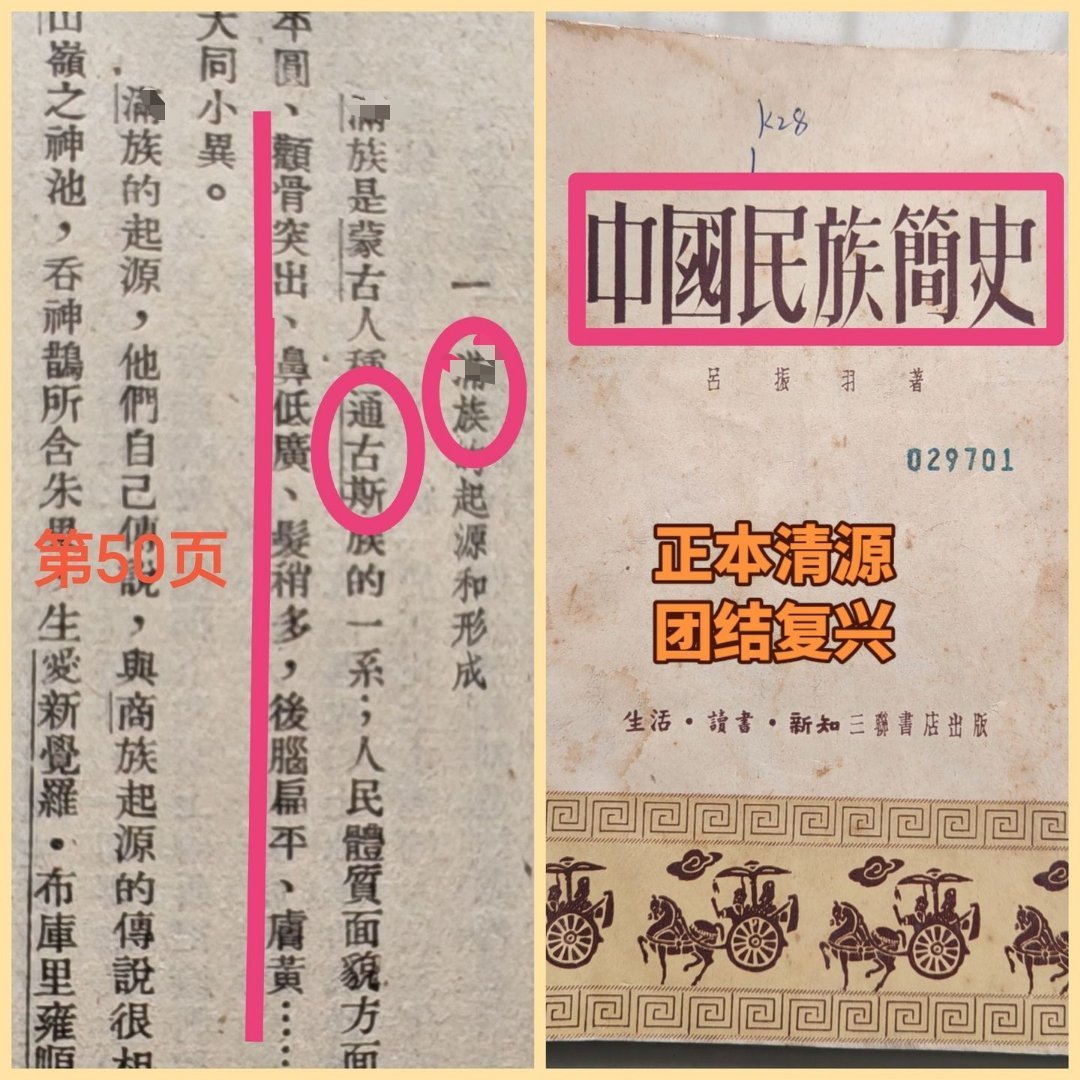 一　滿族的起源和形成
滿族是蒙古人種通古斯族的一系；人民體質面貌方面
圓、顴骨突出、鼻低廣、髮稍多，後腦扁平、膚黃……
大同小異。
滿族的起源，他們自己傳說，與商族起源的傳說很相
山嶺之神池，吞神鵲所含朱果，生愛新覺羅·布庫里雍順
第50页
K28
中國民族簡史
呂振羽著
029701
正本清源
团结复兴
生活·讀書·新知三聯書店出版